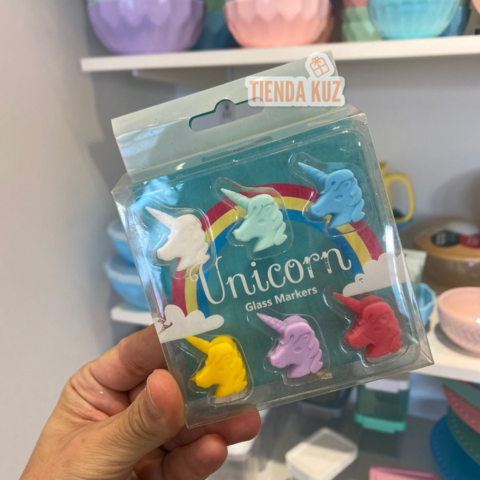 TIENDA KUZ
Unicorn
Glass Markers